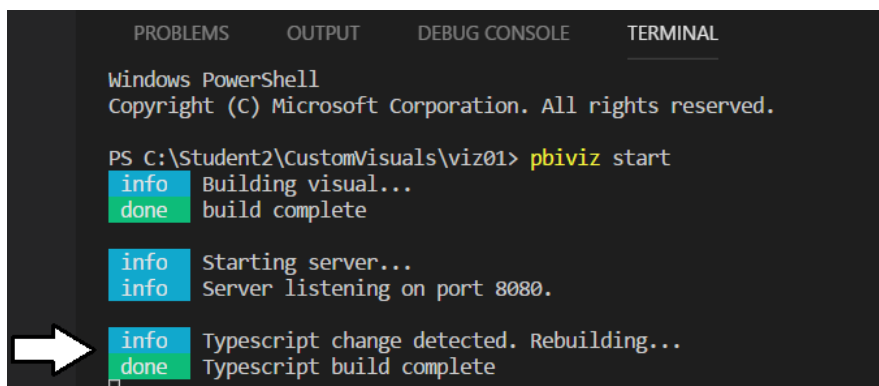 PROBLEMS OUTPUT DEBUG CONSOLE TERMINAL
Windows PowerShell
Copyright (C) Microsoft Corporation. All rights reserved.
PS C:\Student2\CustomVisuals\viz01> pbiviz start
info Building visual...
done build complete
info Starting server...
info Server listening on port 8080.
info Typescript change detected. Rebuilding...
done Typescript build complete